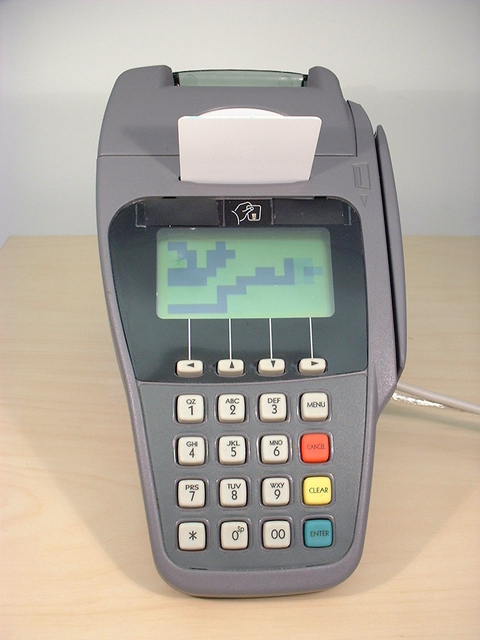 QZ 1 ABC 2 DEF 3 MENU
GHI 4 JKL 5 MNO 6 CANCEL
PRS 7 TUV 8 WXY 9 CLEAR
* 0 SP 00 ENTER